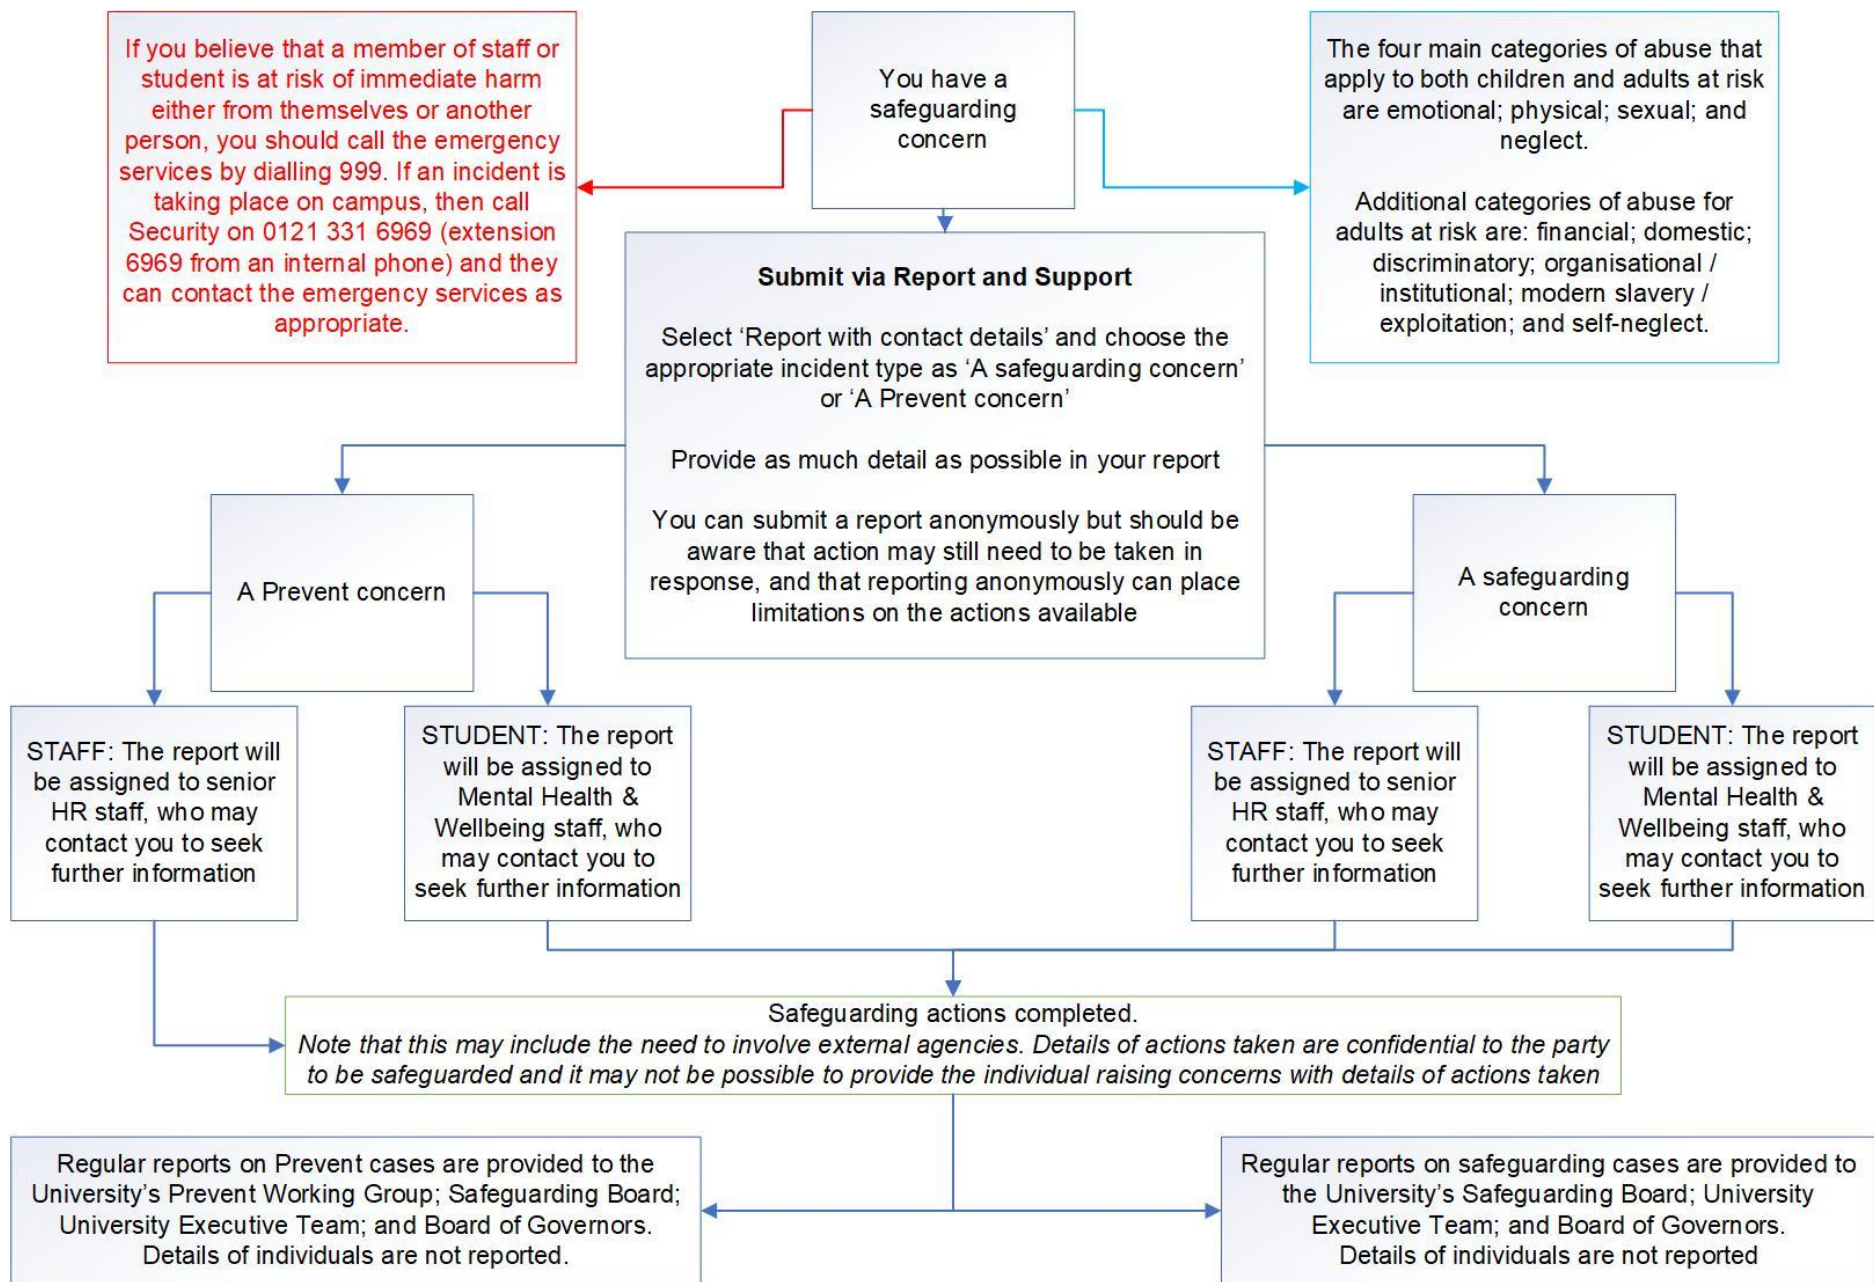 If you believe that a member of staff or
student is at risk of immediate harm
either from themselves or another
person, you should call the emergency
services by dialling 999. If an incident is
taking place on campus, then call
Security on 0121 331 6969 (extension
6969 from an internal phone) and they
can contact the emergency services as
appropriate.
You have a
safeguarding
concern
The four main categories of abuse that
apply to both children and adults at risk
are emotional; physical; sexual; and
neglect.
Additional categories of abuse for
adults at risk are: financial; domestic;
discriminatory; organisational /
institutional; modern slavery /
exploitation; and self-neglect.
Submit via Report and Support
Select ‘Report with contact details’ and choose the
appropriate incident type as ‘A safeguarding concern’
or ‘A Prevent concern’
Provide as much detail as possible in your report
You can submit a report anonymously but should be
aware that action may still need to be taken in
response, and that reporting anonymously can place
limitations on the actions available
A Prevent concern
A safeguarding
concern
STAFF: The report will
be assigned to senior
HR staff, who may
contact you to seek
further information
STUDENT: The report
will be assigned to
Mental Health &
Wellbeing staff, who
may contact you to
seek further information
STAFF: The report will
be assigned to senior
HR staff, who may
contact you to seek
further information
STUDENT: The report
will be assigned to
Mental Health &
Wellbeing staff, who
may contact you to
seek further information
Safeguarding actions completed.
Note that this may include the need to involve external agencies. Details of actions taken are confidential to the party
to be safeguarded and it may not be possible to provide the individual raising concerns with details of actions taken
Regular reports on Prevent cases are provided to the
University’s Prevent Working Group; Safeguarding Board;
University Executive Team; and Board of Governors.
Details of individuals are not reported.
Regular reports on safeguarding cases are provided to
the University’s Safeguarding Board; University
Executive Team; and Board of Governors.
Details of individuals are not reported